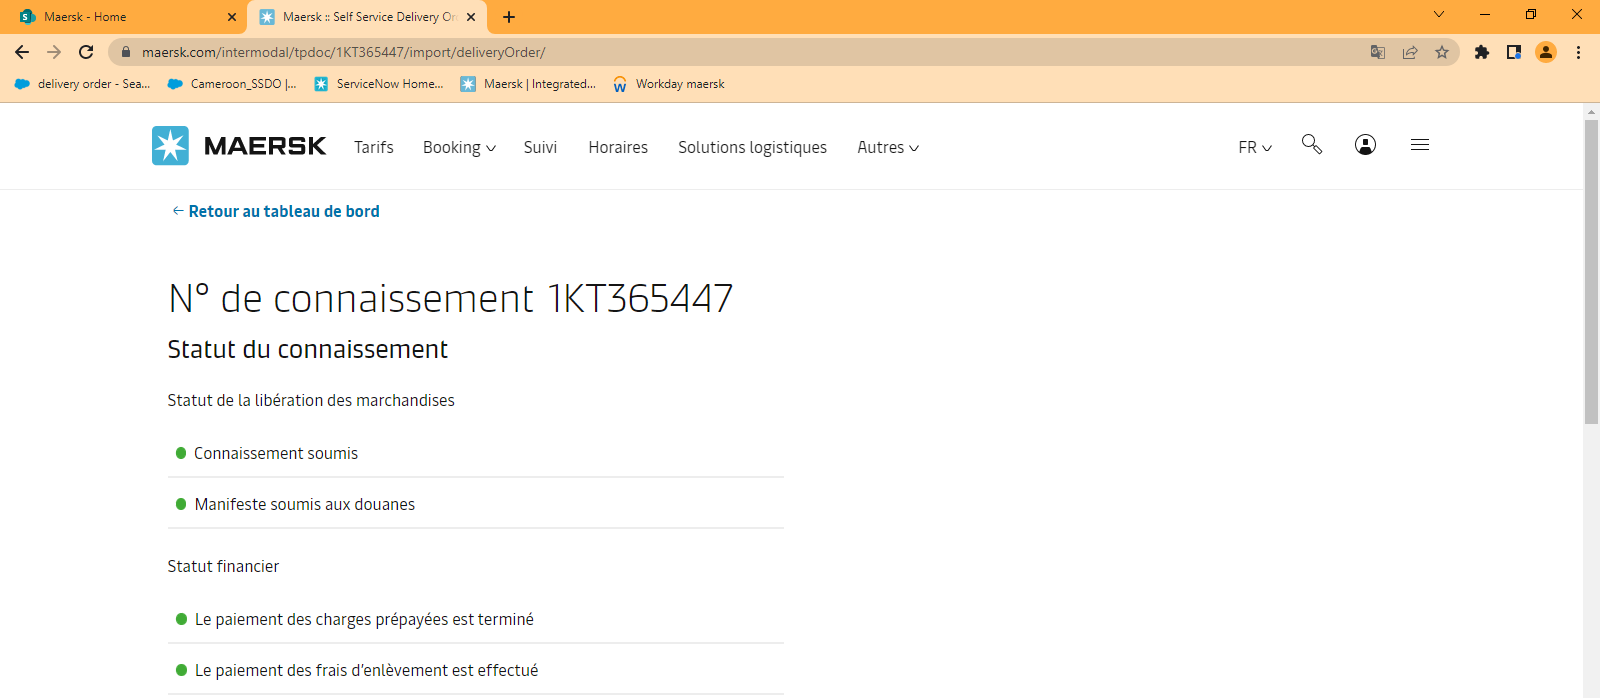 Maersk - Home
Maersk :: Self Service Delivery Or
maersk.com/intermodal/tpdoc/1KT365447/import/deliveryOrder/
delivery order - Sea...
Cameroon_SSDO |...
ServiceNow Home...
Maersk | Integrated...
Workday maersk
MAERSK
Tarifs
Booking
Suivi
Horaires
Solutions logistiques
Autres
FR
← Retour au tableau de bord
N° de connaissement 1KT365447
Statut du connaissement
Statut de la libération des marchandises
Connaissement soumis
Manifeste soumis aux douanes
Statut financier
Le paiement des charges prépayées est terminé
Le paiement des frais d’enlèvement est effectué